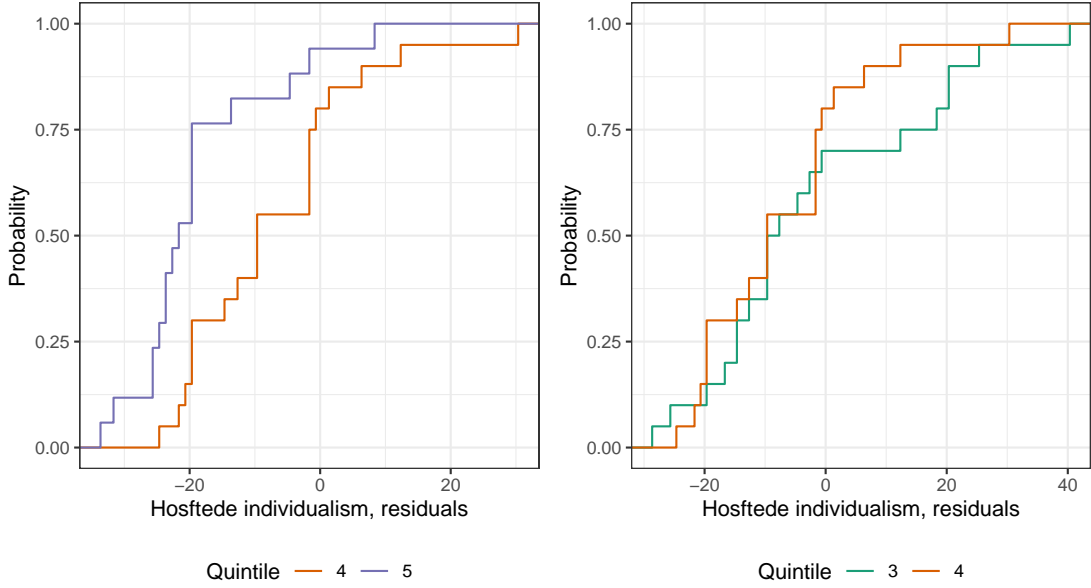 1.00
0.75
0.50
0.25
0.00
Probability
−20 0 20
Hosftede individualism, residuals
Quintile 4 5
1.00
0.75
0.50
0.25
0.00
Probability
−20 0 20 40
Hosftede individualism, residuals
Quintile 3 4